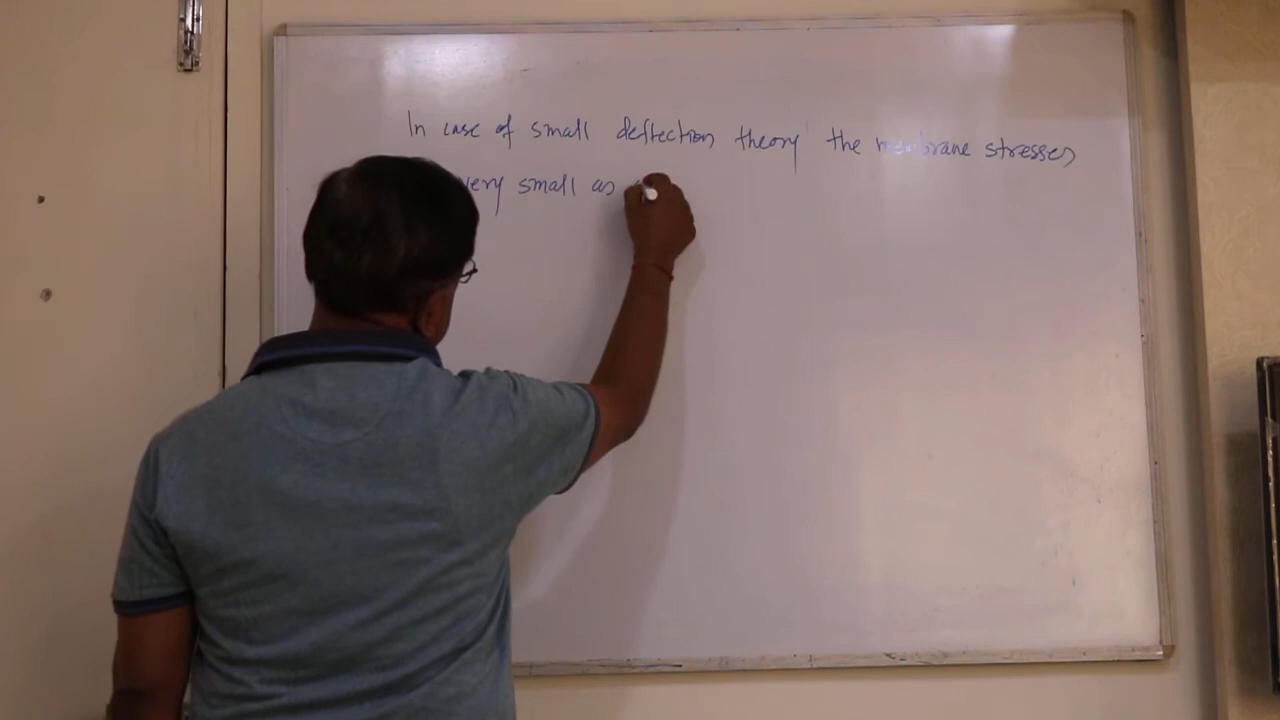 In case of small deflection theory the membrane stresses
very small as